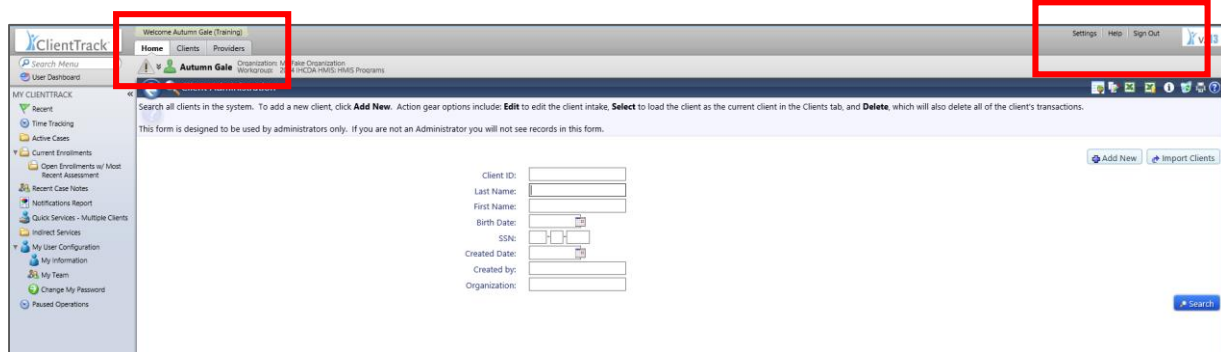 ClientTrack
Welcome Autumn Gale (Training)
Settings Help Sign Out
Home Clients Providers
Search Menu
User Dashboard
Autumn Gale Organization: Fake Organization
Workgroup: IHCDA HMIS: HMIS Programs
Client Administration
MY CLIENTTRACK
Recent
Time Tracking
Active Cases
Current Enrollments
Open Enrollments w/ Most
Recent Assessment
Recent Case Notes
Notifications Report
Quick Services - Multiple Clients
Indirect Services
My User Configuration
My Information
My Team
Change My Password
Paused Operations
Search all clients in the system. To add a new client, click Add New. Action gear options include: Edit to edit the client intake, Select to load the client as the current client in the Clients tab, and Delete, which will also delete all of the client's transactions.
This form is designed to be used by administrators only. If you are not an Administrator you will not see records in this form.
Add New Import Clients
Client ID:
Last Name:
First Name:
Birth Date:
SSN:
Created Date:
Created by:
Organization:
Search